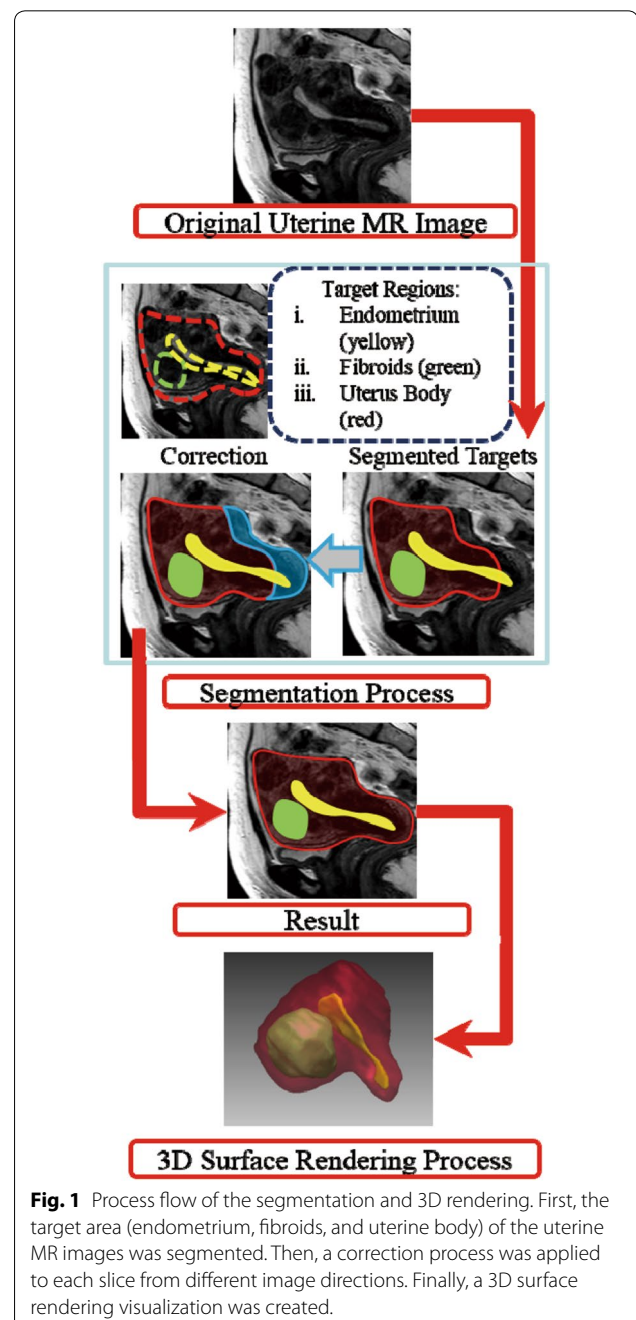 Original Uterine MR Image
Target Regions:
i. Endometrium
(yellow)
ii. Fibroids (green)
iii. Uterus Body
(red)
Correction
Segmented Targets
Segmentation Process
Result
3D Surface Rendering Process
Fig. 1 Process flow of the segmentation and 3D rendering. First, the
target area (endometrium, fibroids, and uterine body) of the uterine
MR images was segmented. Then, a correction process was applied
to each slice from different image directions. Finally, a 3D surface
rendering visualization was created.